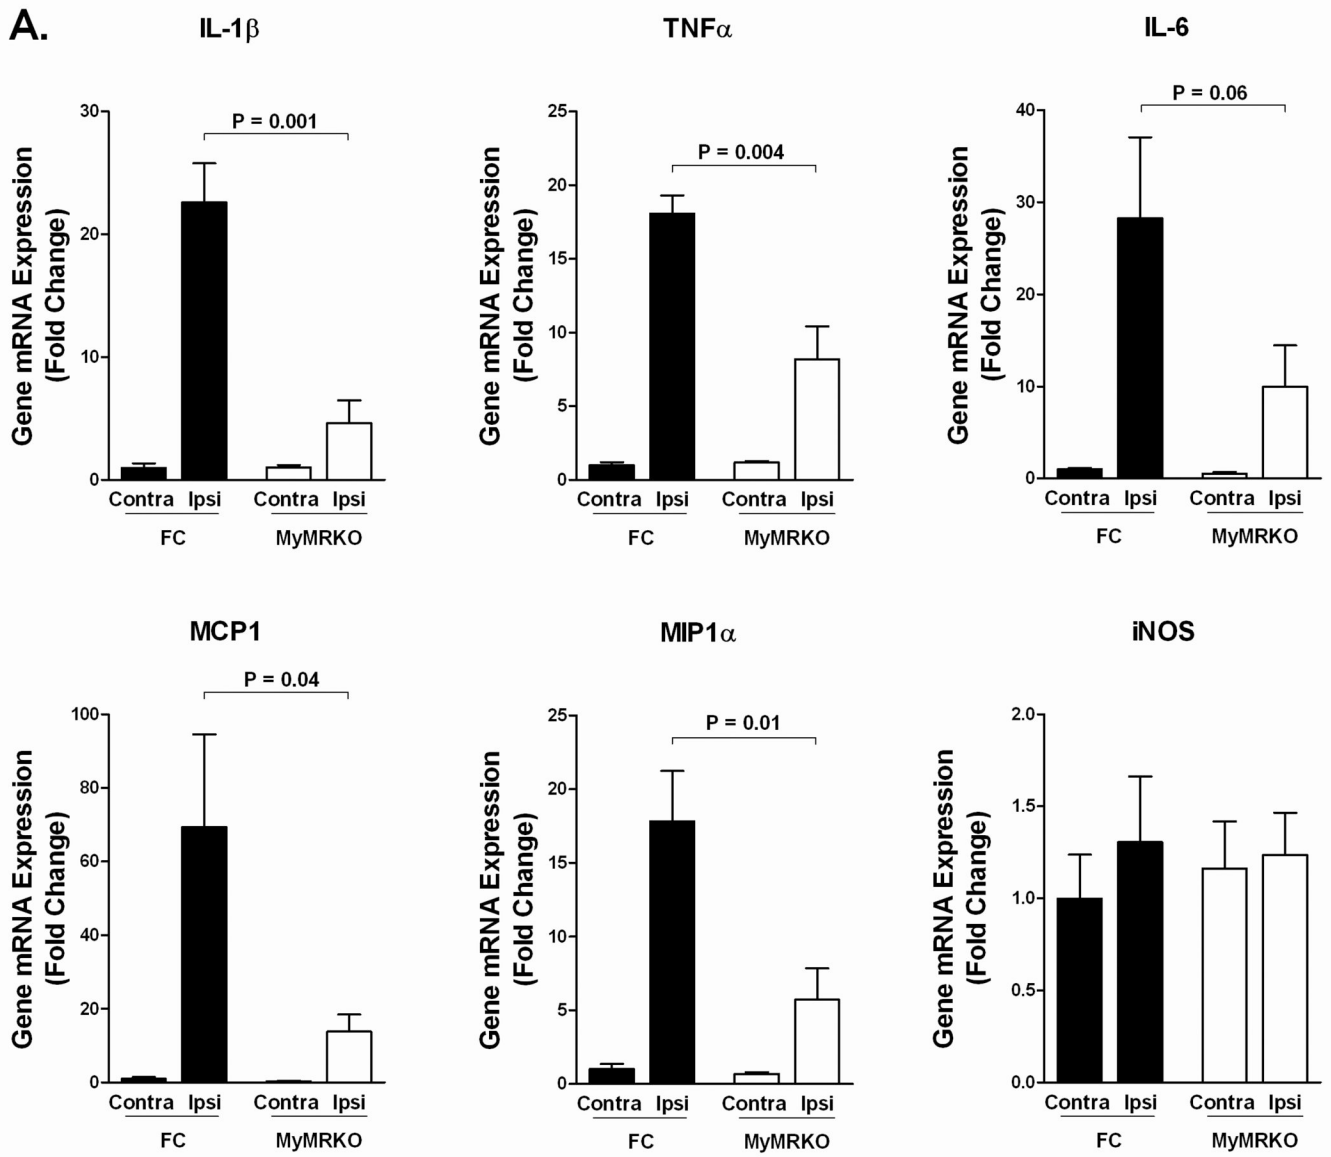 A.
IL-1β
TNFα
IL-6
Gene mRNA Expression
(Fold Change)
30
20
10
0
P = 0.001
Contra Ipsi Contra Ipsi
FC MyMRKO
Gene mRNA Expression
(Fold Change)
25
20
15
10
5
0
P = 0.004
Contra Ipsi Contra Ipsi
FC MyMRKO
Gene mRNA Expression
(Fold Change)
40
30
20
10
0
P = 0.06
Contra Ipsi Contra Ipsi
FC MyMRKO
MCP1
MIP1α
iNOS
Gene mRNA Expression
(Fold Change)
100
80
60
40
20
0
P = 0.04
Contra Ipsi Contra Ipsi
FC MyMRKO
Gene mRNA Expression
(Fold Change)
25
20
15
10
5
0
P = 0.01
Contra Ipsi Contra Ipsi
FC MyMRKO
Gene mRNA Expression
(Fold Change)
2.0
1.5
1.0
0.5
0.0
Contra Ipsi Contra Ipsi
FC MyMRKO